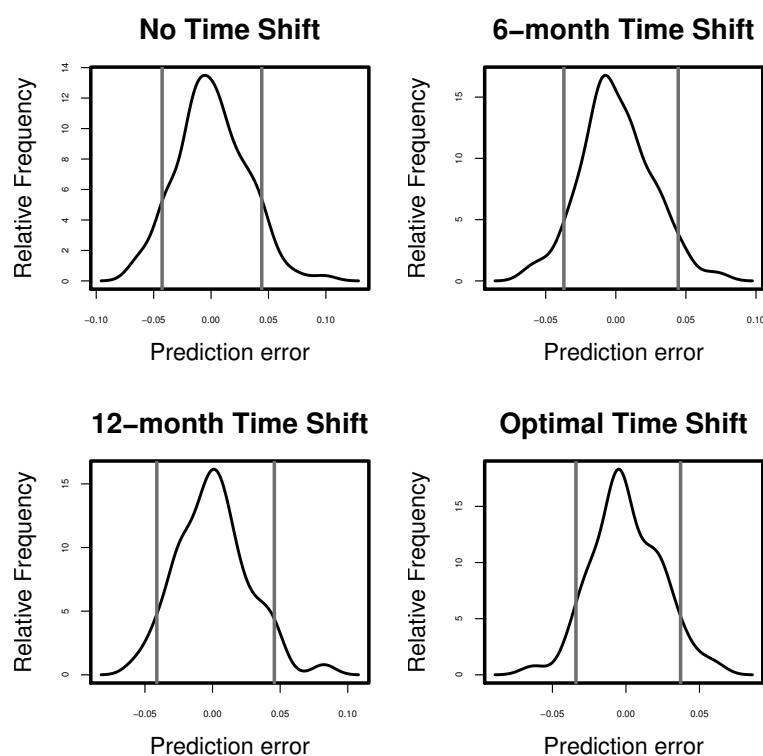 No Time Shift
Relative Frequency
0 2 4 6 8 10 12 14
−0.10 −0.05 0.00 0.05 0.10
Prediction error
6−month Time Shift
Relative Frequency
0 5 10 15
−0.05 0.00 0.05 0.10
Prediction error
12−month Time Shift
Relative Frequency
0 5 10 15
−0.05 0.00 0.05 0.10
Prediction error
Optimal Time Shift
Relative Frequency
0 5 10 15
−0.05 0.00 0.05
Prediction error